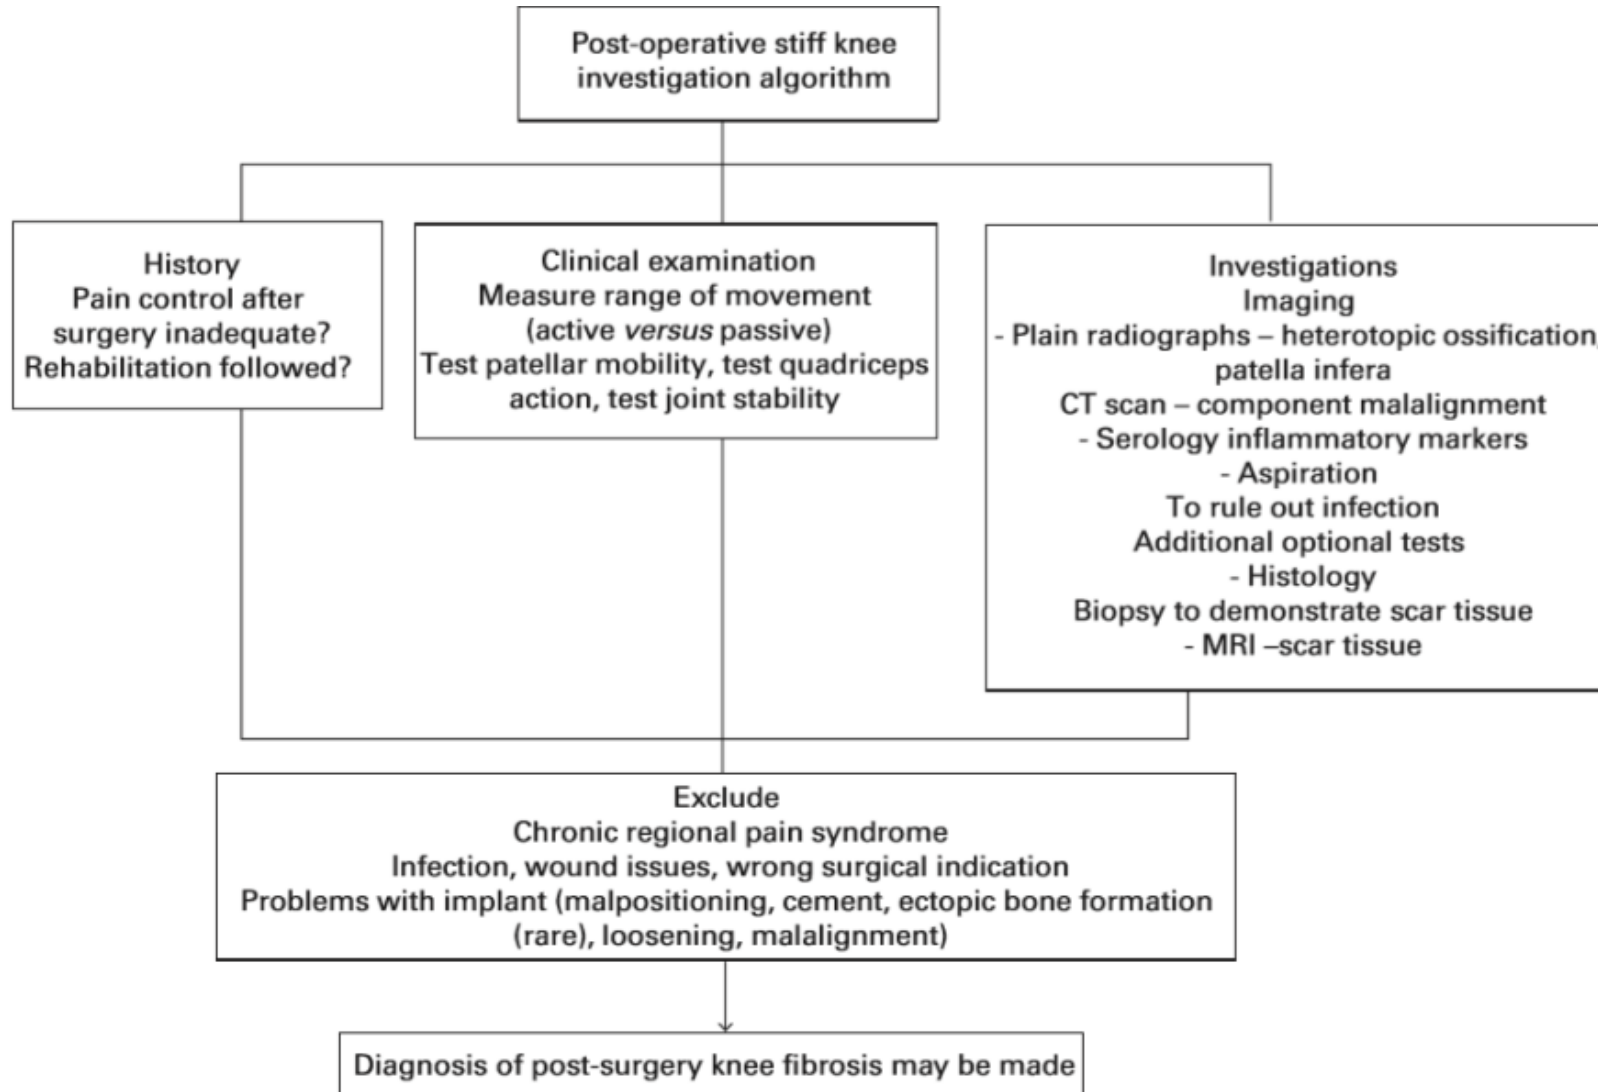 Post-operative stiff knee
investigation algorithm
History
Pain control after
surgery inadequate?
Rehabilitation followed?
Clinical examination
Measure range of movement
(active versus passive)
Test patellar mobility, test quadriceps
action, test joint stability
Investigations
Imaging
- Plain radiographs – heterotopic ossification,
patella infera
CT scan – component malalignment
- Serology inflammatory markers
- Aspiration
To rule out infection
Additional optional tests
- Histology
Biopsy to demonstrate scar tissue
- MRI –scar tissue
Exclude
Chronic regional pain syndrome
Infection, wound issues, wrong surgical indication
Problems with implant (malpositioning, cement, ectopic bone formation
(rare), loosening, malalignment)
Diagnosis of post-surgery knee fibrosis may be made